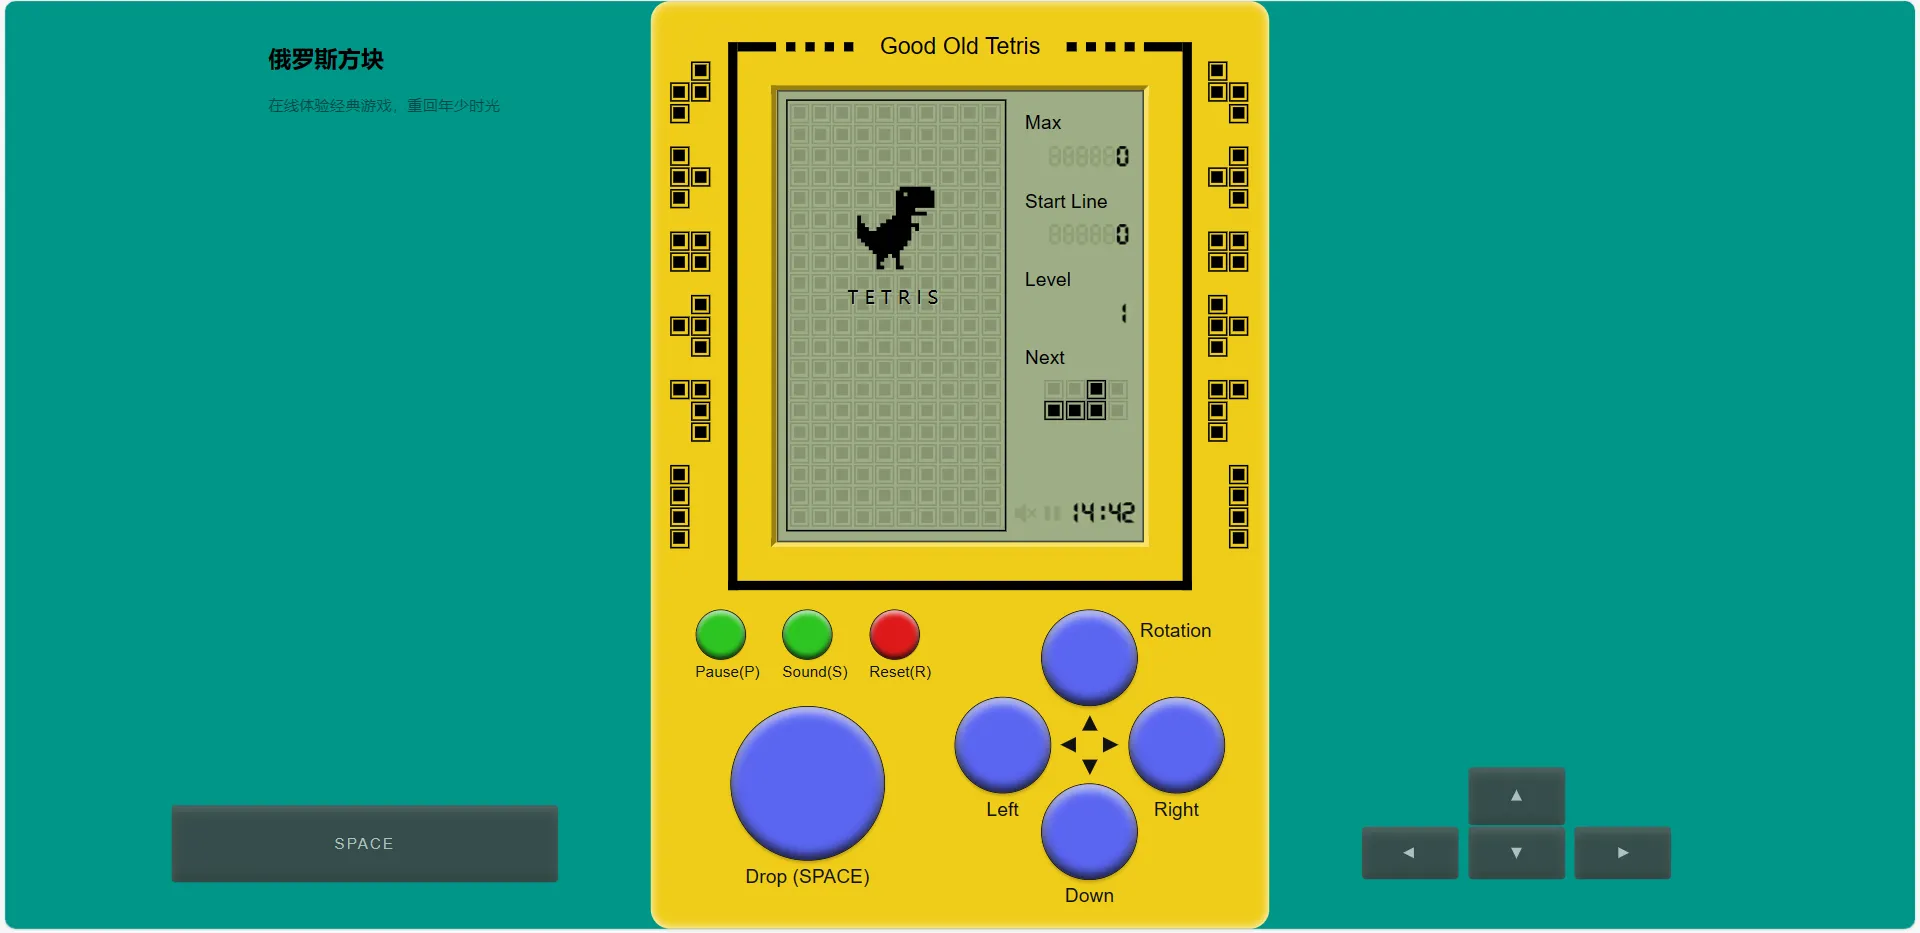 俄罗斯方块
在线体验经典游戏，重回年少时光
Good Old Tetris
Max
0
Start Line
0
Level
1
Next
TETRIS
14:42
Pause(P)
Sound(S)
Reset(R)
Rotation
Left
Right
Drop (SPACE)
Down
SPACE